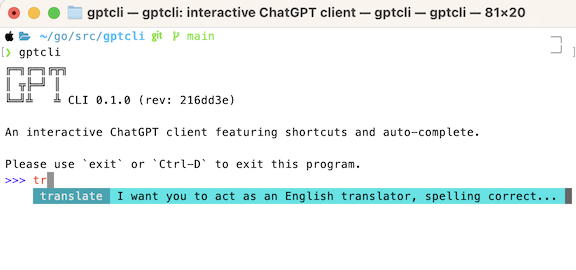 gptcli — gptcli: interactive ChatGPT client — gptcli — gptcli — 81×20
~/go/src/gptcli git main
❯ gptcli
GPT
CLI 0.1.0 (rev: 216dd3e)
An interactive ChatGPT client featuring shortcuts and auto-complete.
Please use `exit` or `Ctrl-D` to exit this program.
>>> tr
translate I want you to act as an English translator, spelling correct...